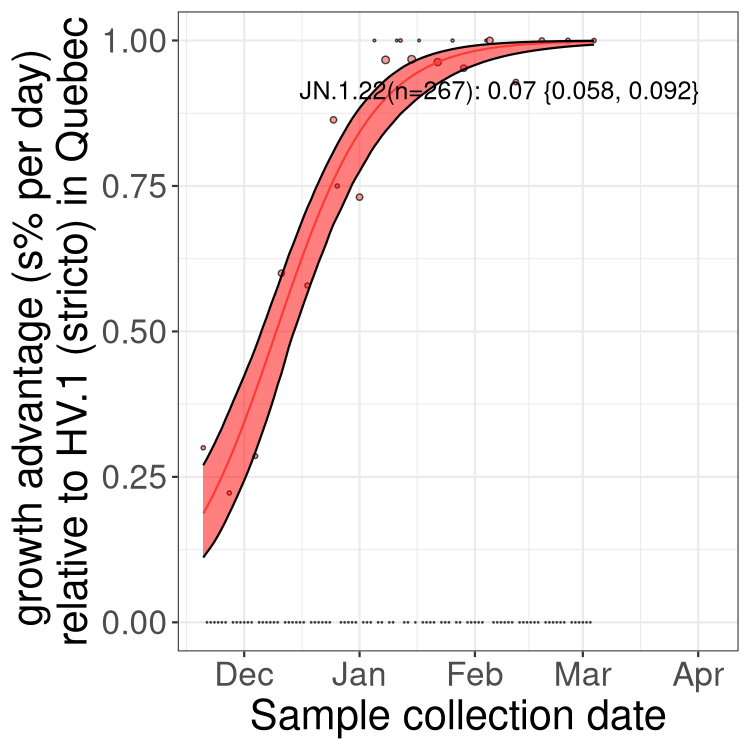 growth advantage (s% per day)
relative to HV.1 (stricto) in Quebec
1.00
0.75
0.50
0.25
0.00
JN.1.22(n=267): 0.07 {0.058, 0.092}
Dec Jan Feb Mar Apr
Sample collection date